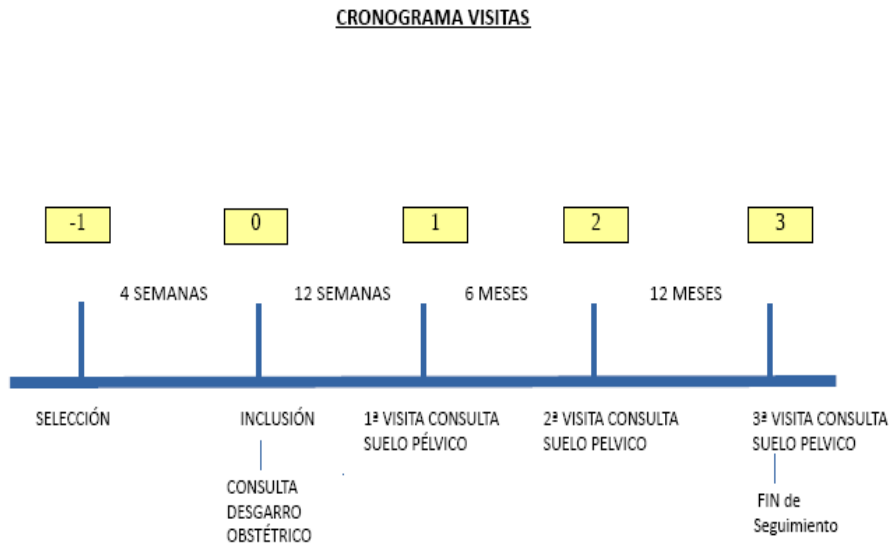 CRONOGRAMA VISITAS
-1
0
1
2
3
4 SEMANAS
12 SEMANAS
6 MESES
12 MESES
SELECCIÓN
INCLUSIÓN
1ª VISITA CONSULTA
SUELO PÉLVICO
2ª VISITA CONSULTA
SUELO PELVICO
3ª VISITA CONSULTA
SUELO PELVICO
CONSULTA
DESGARRO
OBSTÉTRICO
FIN de
Seguimiento